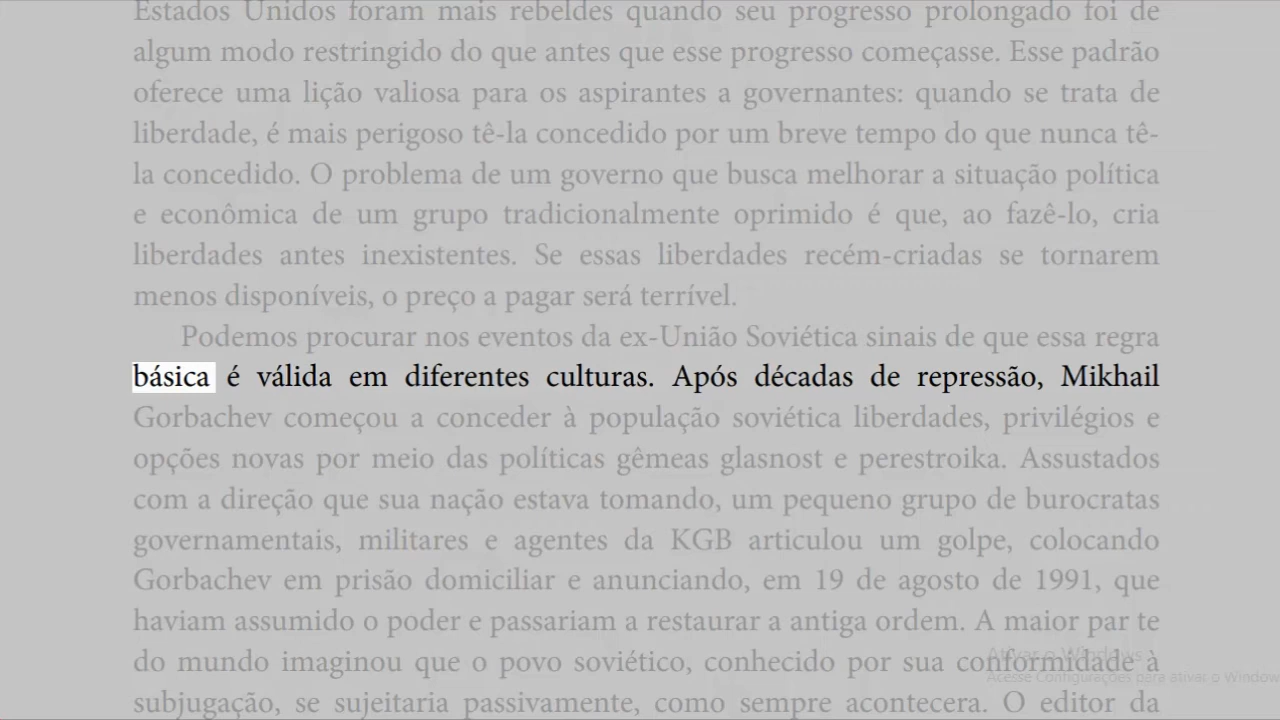 Estados Unidos foram mais rebeldes quando seu progresso prolongado foi de
algum modo restringido do que antes que esse progresso começasse. Esse padrão
oferece uma lição valiosa para os aspirantes a governantes: quando se trata de
liberdade, é mais perigoso tê-la concedido por um breve tempo do que nunca tê-
la concedido. O problema de um governo que busca melhorar a situação política
e econômica de um grupo tradicionalmente oprimido é que, ao fazê-lo, cria
liberdades antes inexistentes. Se essas liberdades recém-criadas se tornarem
menos disponíveis, o preço a pagar será terrível.
Podemos procurar nos eventos da ex-União Soviética sinais de que essa regra
básica é válida em diferentes culturas. Após décadas de repressão, Mikhail
Gorbachev começou a conceder à população soviética liberdades, privilégios e
opções novas por meio das políticas gêmeas glasnost e perestroika. Assustados
com a direção que sua nação estava tomando, um pequeno grupo de burocratas
governamentais, militares e agentes da KGB articulou um golpe, colocando
Gorbachev em prisão domiciliar e anunciando, em 19 de agosto de 1991, que
haviam assumido o poder e passariam a restaurar a antiga ordem. A maior par te
do mundo imaginou que o povo soviético, conhecido por sua conformidade à
subjugação, se sujeitaria passivamente, como sempre acontecera. O editor da
Ativar o Windows
Acesse Configurações para ativar o Window